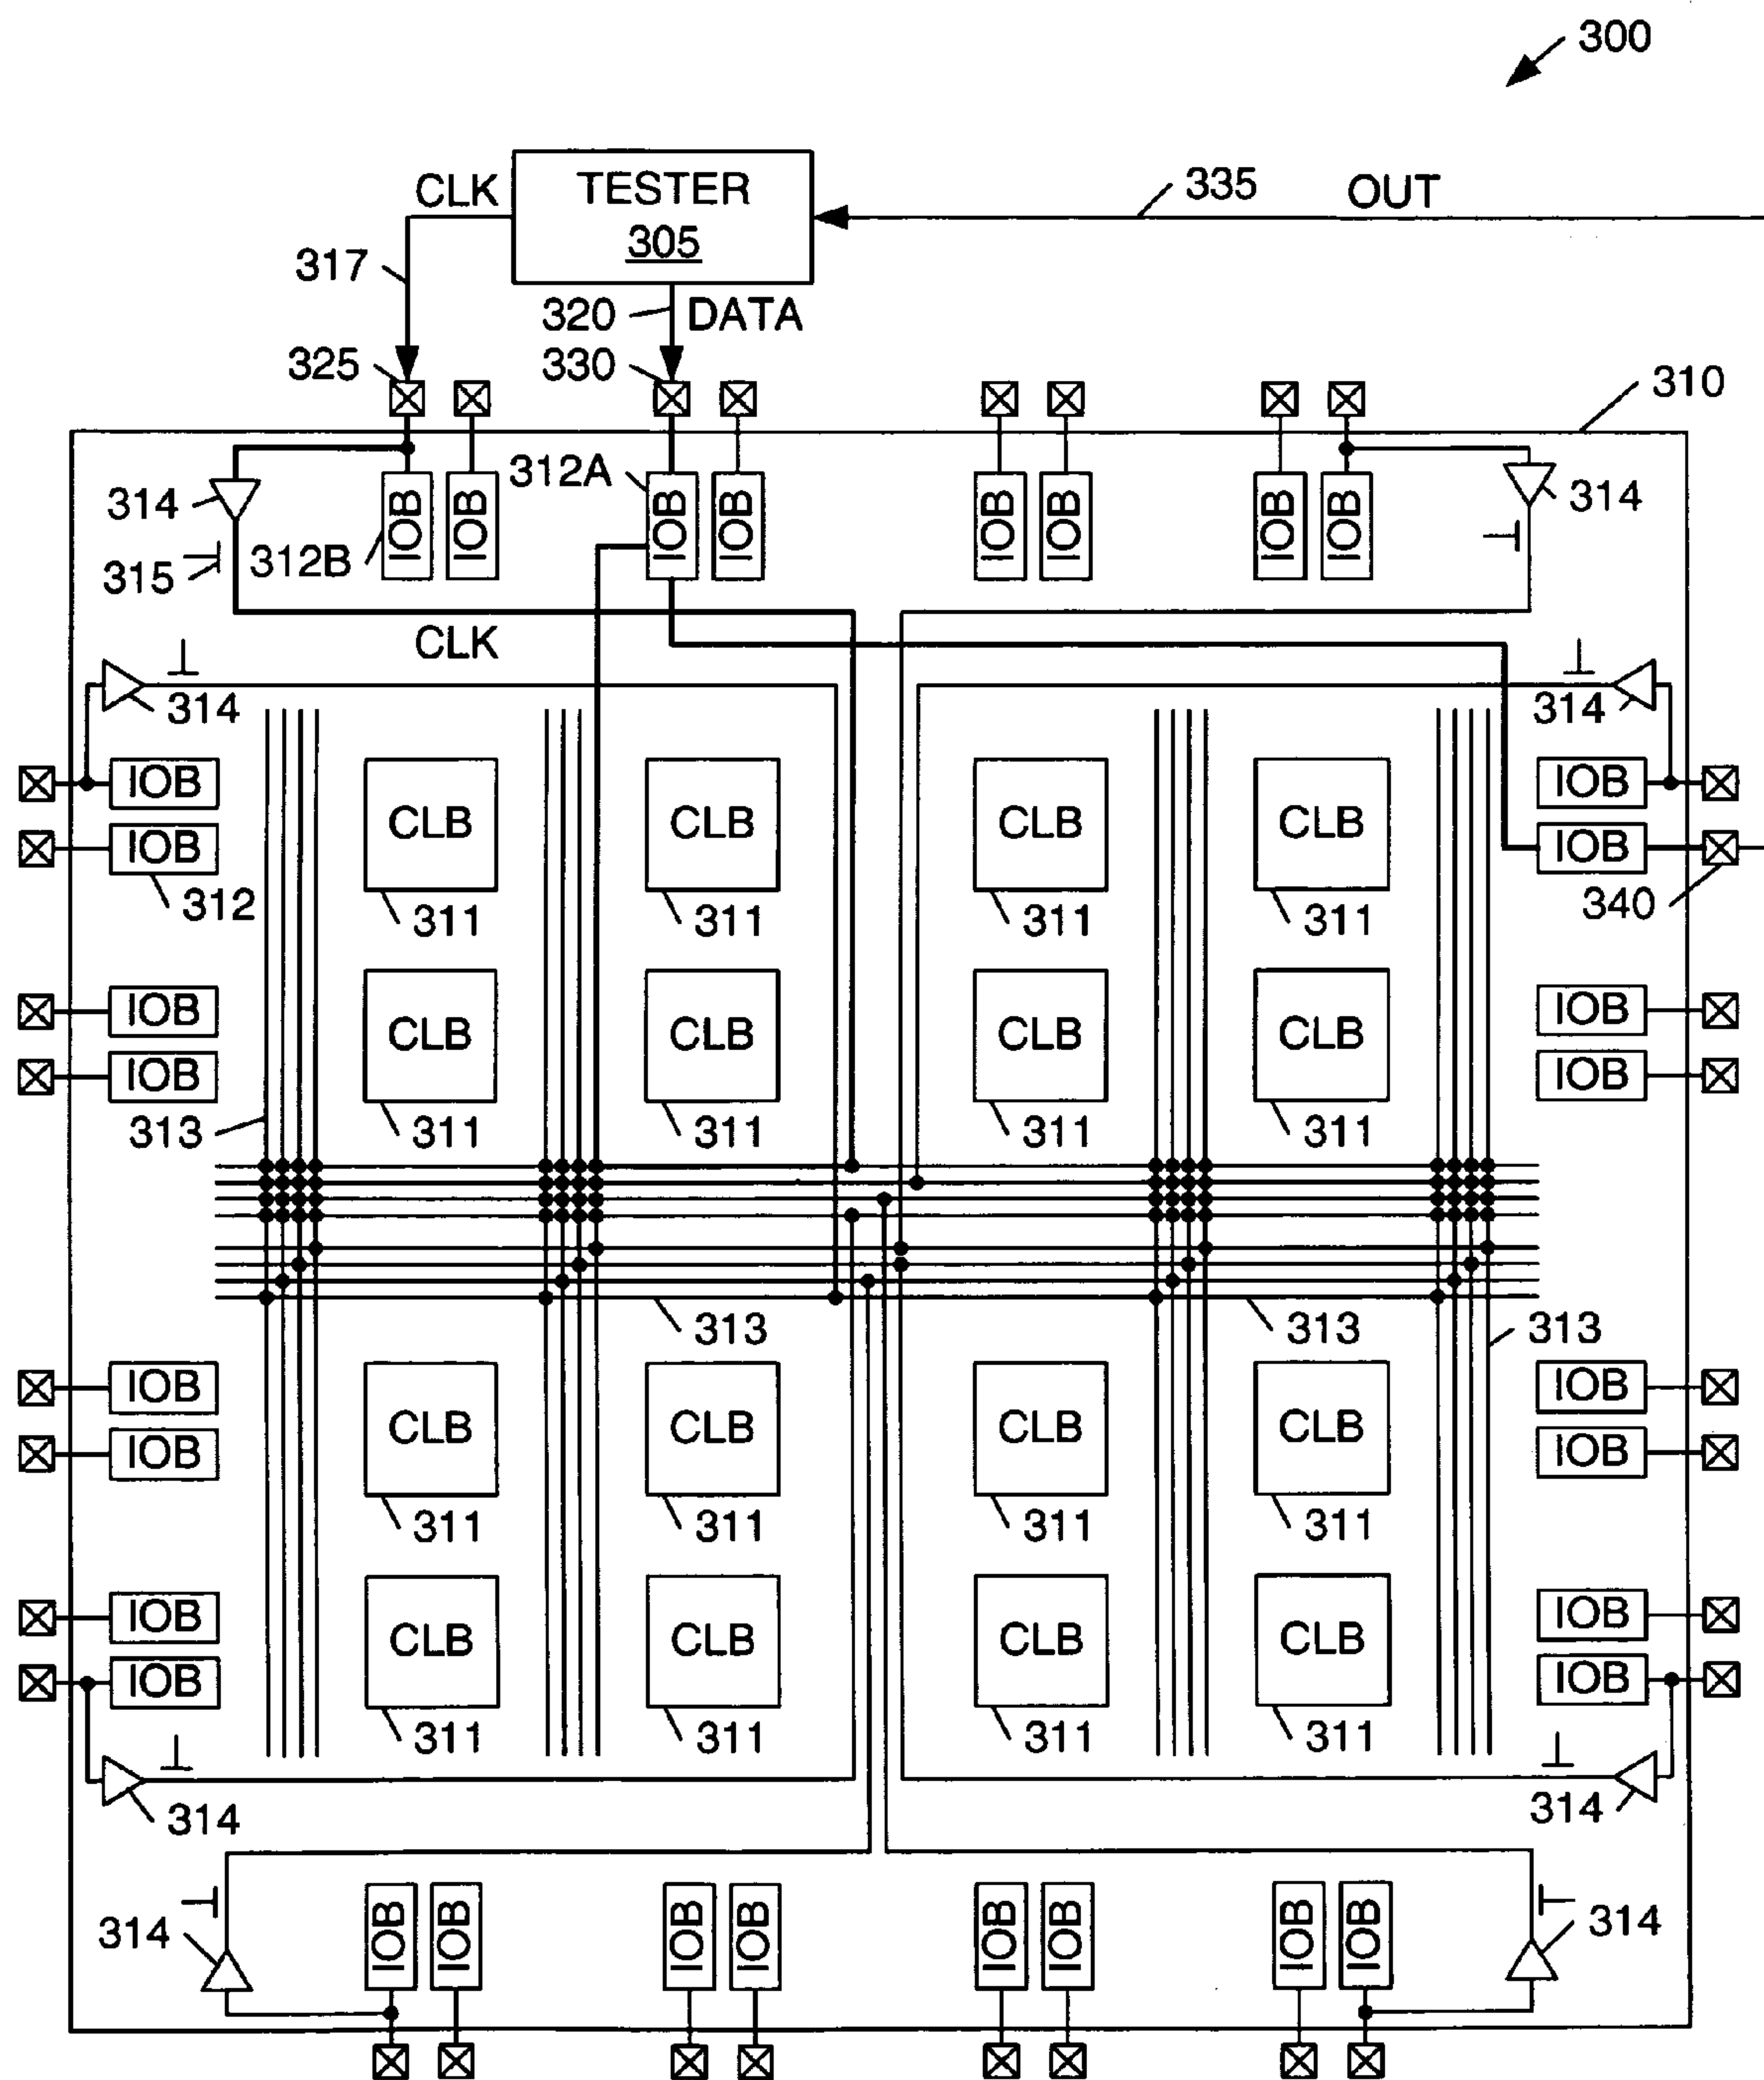 300
CLK
TESTER
305
335
OUT
317
320
DATA
325
330
310
312A
314
IOB
IOB
IOB
IOB
IOB
IOB
IOB
IOB
314
315
312B
CLK
314
314
IOB
CLB
CLB
CLB
CLB
IOB
IOB
IOB
312
311
311
311
311
340
IOB
CLB
CLB
CLB
CLB
IOB
IOB
IOB
313
311
311
311
311
313
313
313
IOB
CLB
CLB
CLB
CLB
IOB
IOB
IOB
311
311
311
311
IOB
CLB
CLB
CLB
CLB
IOB
IOB
IOB
311
311
311
311
314
314
314
IOB
IOB
IOB
IOB
IOB
IOB
IOB
IOB
314